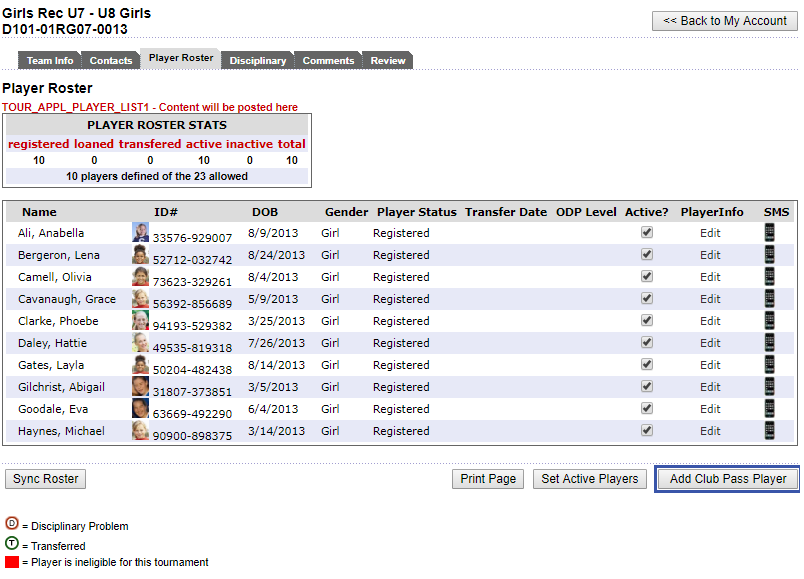 Girls Rec U7 - U8 Girls
D101-01RG07-0013
<< Back to My Account
Team Info Contacts Player Roster Disciplinary Comments Review
Player Roster
TOUR_APPL_PLAYER_LIST1 - Content will be posted here
PLAYER ROSTER STATS
registered loaned transfered active inactive total
10 0 0 10 0 10
10 players defined of the 23 allowed
Name ID# DOB Gender Player Status Transfer Date ODP Level Active? PlayerInfo SMS
Ali, Anabella 33576-929007 8/9/2013 Girl Registered Edit
Bergeron, Lena 52712-032742 8/24/2013 Girl Registered Edit
Camell, Olivia 73623-329261 8/4/2013 Girl Registered Edit
Cavanaugh, Grace 56392-856689 5/9/2013 Girl Registered Edit
Clarke, Phoebe 94193-529382 3/25/2013 Girl Registered Edit
Daley, Hattie 49535-819318 7/26/2013 Girl Registered Edit
Gates, Layla 50204-482438 8/14/2013 Girl Registered Edit
Gilchrist, Abigail 31807-373851 3/5/2013 Girl Registered Edit
Goodale, Eva 63669-492290 6/4/2013 Girl Registered Edit
Haynes, Michael 90900-898375 3/14/2013 Girl Registered Edit
Sync Roster Print Page Set Active Players Add Club Pass Player
D = Disciplinary Problem
T = Transferred
= Player is ineligible for this tournament